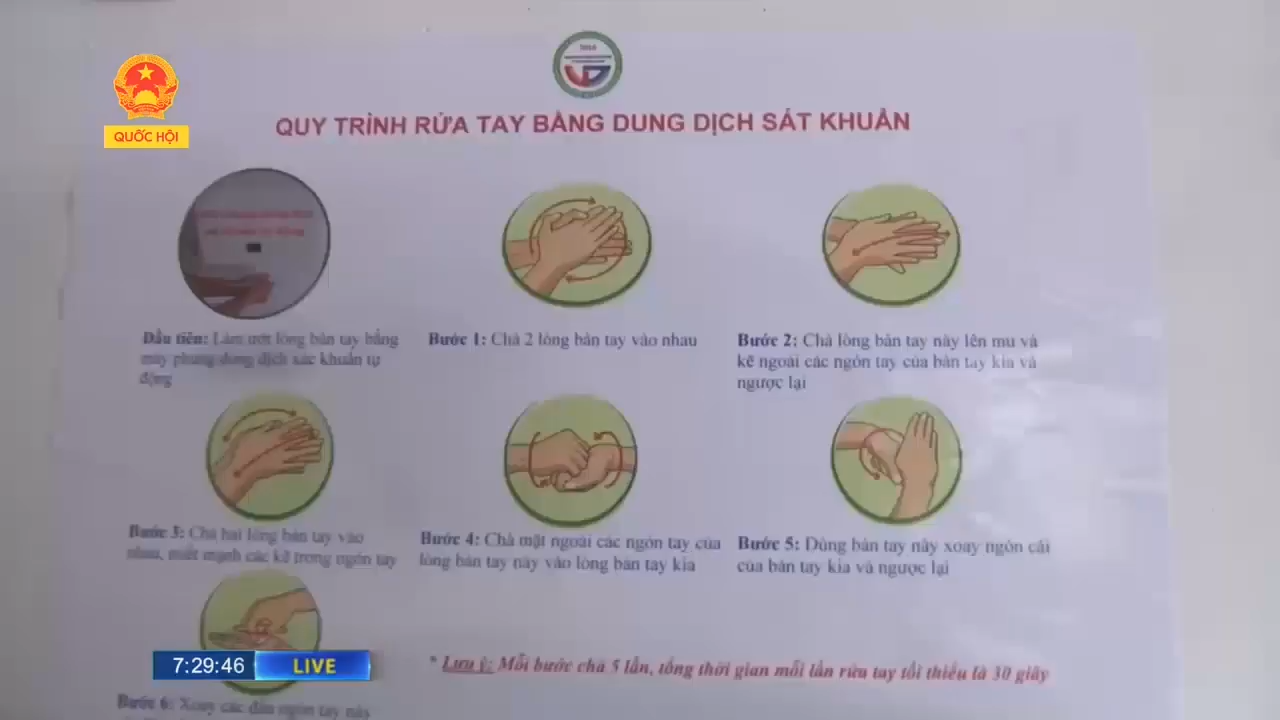 QUỐC HỘI
QUY TRÌNH RỬA TAY BẰNG DUNG DỊCH SÁT KHUẨN
Đầu tiên: Làm ướt lòng bàn tay bằng
máy phung dung dịch xác khuẩn tự
động
Bước 1: Chà 2 lòng bàn tay vào nhau
Bước 2: Chà lòng bàn tay này lên mu và
kẽ ngoài các ngón tay của bàn tay kia và
ngược lại
Bước 3: Chà hai lòng bàn tay vào
nhau, miết mạnh các kẽ trong ngón tay
Bước 4: Chà mặt ngoài các ngón tay của
lòng bàn tay này vào lòng bàn tay kia
Bước 5: Dùng bàn tay này xoay ngón cái
của bàn tay kia và ngược lại
Bước 6: Xoay các đầu ngón tay này
* Lưu ý: Mỗi bước chà 5 lần, tổng thời gian mỗi lần rửa tay tối thiểu là 30 giây
7:29:46 LIVE